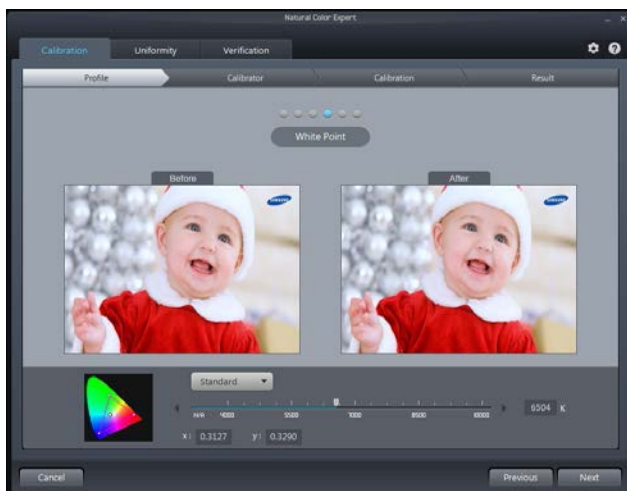 Natural Color Expert
Calibration
Uniformity
Verification
Profile
Calibrator
Calibration
Result
White Point
Before
After
SAMSUNG
SAMSUNG
Standard
N/A 4000 5500 7000 8500 10000
6504 K
x: 0.3127 y: 0.3290
Cancel
Previous
Next